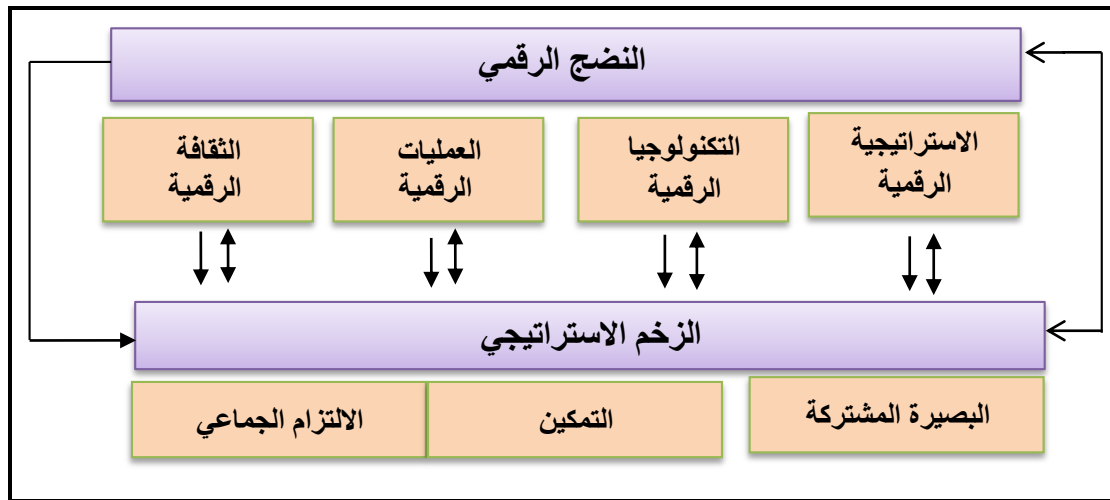 النضج الرقمي
الاستراتيجية
الرقمية
التكنولوجيا
الرقمية
العمليات
الرقمية
الثقافة
الرقمية
الزخم الاستراتيجي
البصيرة المشتركة
التمكين
الالتزام الجماعي